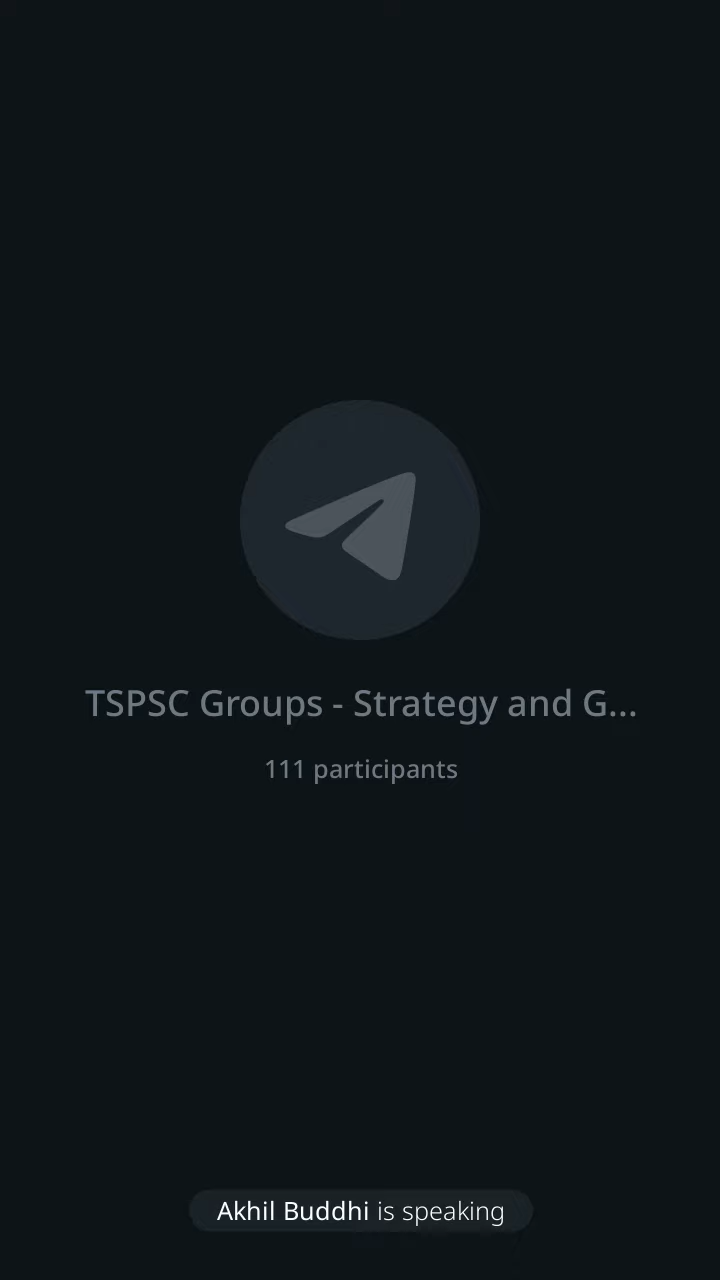 TSPSC Groups - Strategy and G...
111 participants
Akhil Buddhi is speaking